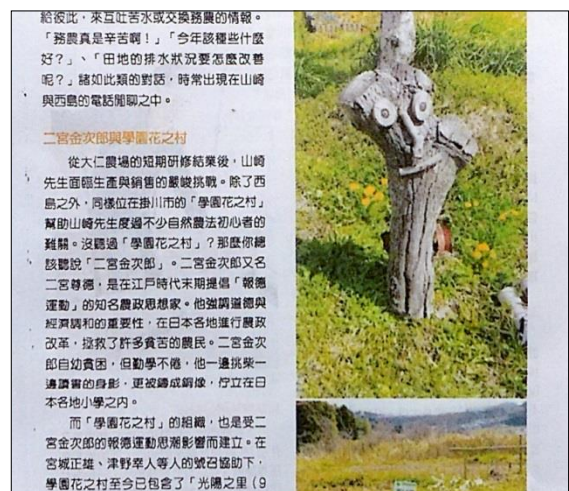 給彼此，來互吐苦水或交換務農的情報。
「務農真是辛苦啊！」「今年該種些什麼
好？」、「田地的排水狀況要怎麼改善
呢？」諸如此類的對話，時常出現在山崎
與西島的電話閒聊之中。
二宮金次郎與學園花之村
從大仁農場的短期研修結業後，山崎
先生面臨生產與銷售的嚴峻挑戰。除了西
島之外，同樣位在掛川市的「學園花之村」
幫助山崎先生度過不少自然農法初心者的
難關。沒聽過「學園花之村」？那麼你總
該聽說「二宮金次郎」。二宮金次郎又名
二宮尊德，是在江戶時代末期提倡「報德
運動」的知名農政思想家。他強調道德與
經濟調和的重要性，在日本各地進行農政
改革，拯救了許多貧苦的農民。二宮金次
郎自幼貧困，但勤學不倦，他一邊挑柴一
邊讀書的身影，更被鑄成銅像，佇立在日
本各地小學之內。
而「學園花之村」的組織，也是受二
宮金次郎的報德運動思潮影響而建立。在
宮城正雄、津野幸人等人的號召協助下，
學園花之村至今已包含了「光陽之里（9